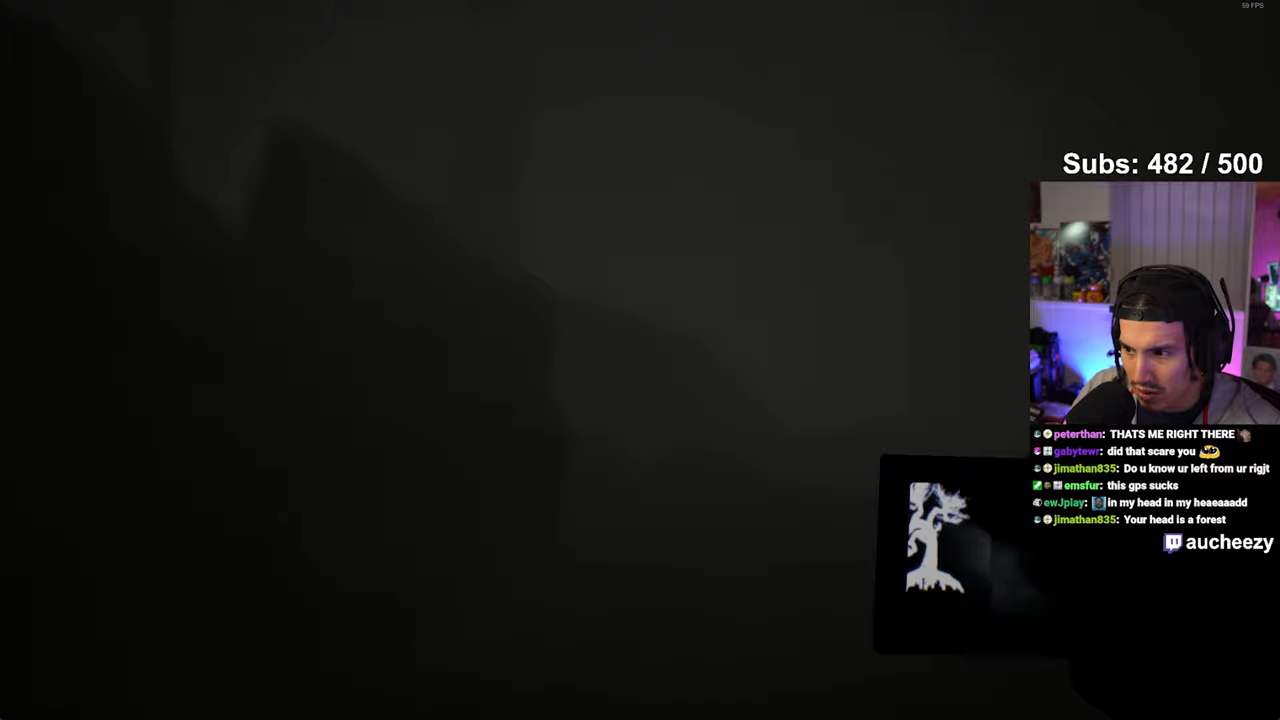 59 FPS
Subs: 482 / 500
peterthan: THATS ME RIGHT THERE
gabytewr: did that scare you
jimathan835: Do u know ur left from ur rigjt
emsfur: this gps sucks
ewJplay: in my head in my heaeaaadd
jimathan835: Your head is a forest
aucheezy